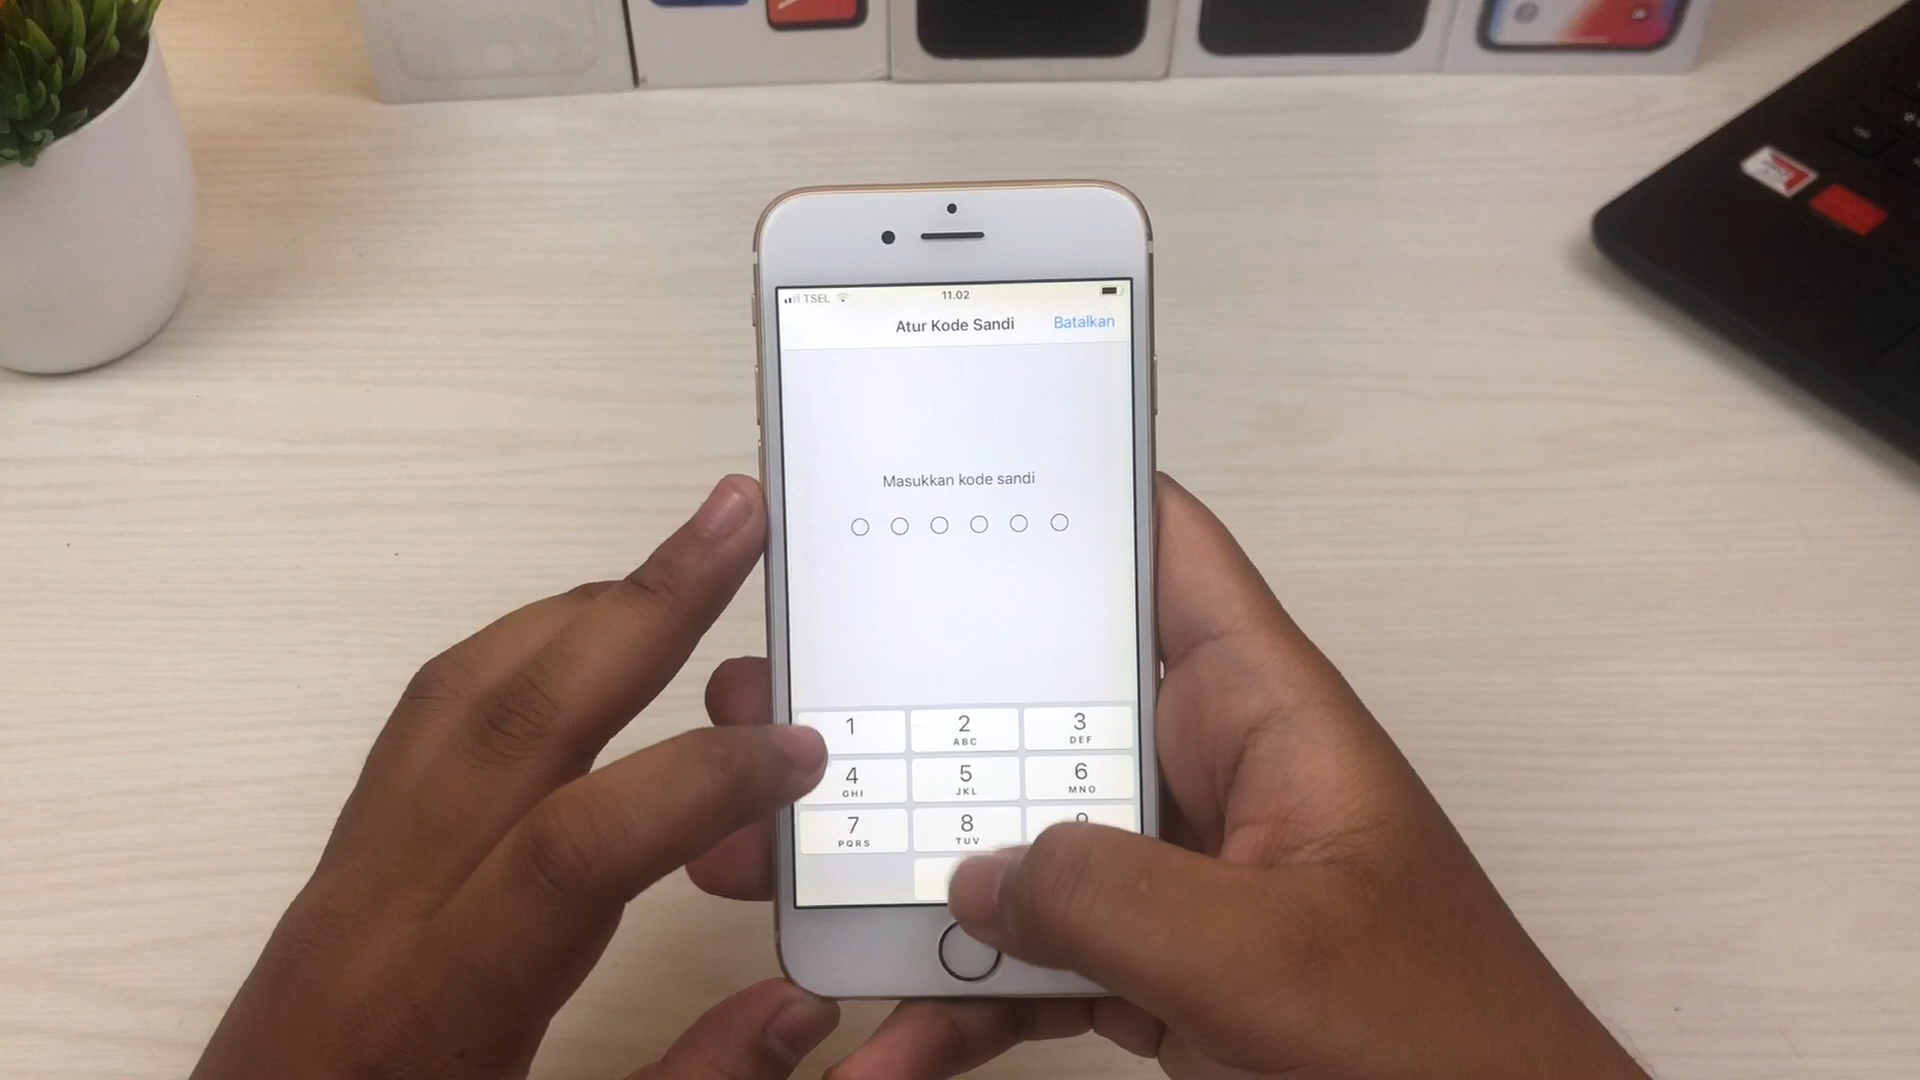 TSEL 11.02
Atur Kode Sandi Batalkan
Masukkan kode sandi
1 2 3
ABC DEF
4 5 6
GHI JKL MNO
7 8
PQRS TUV